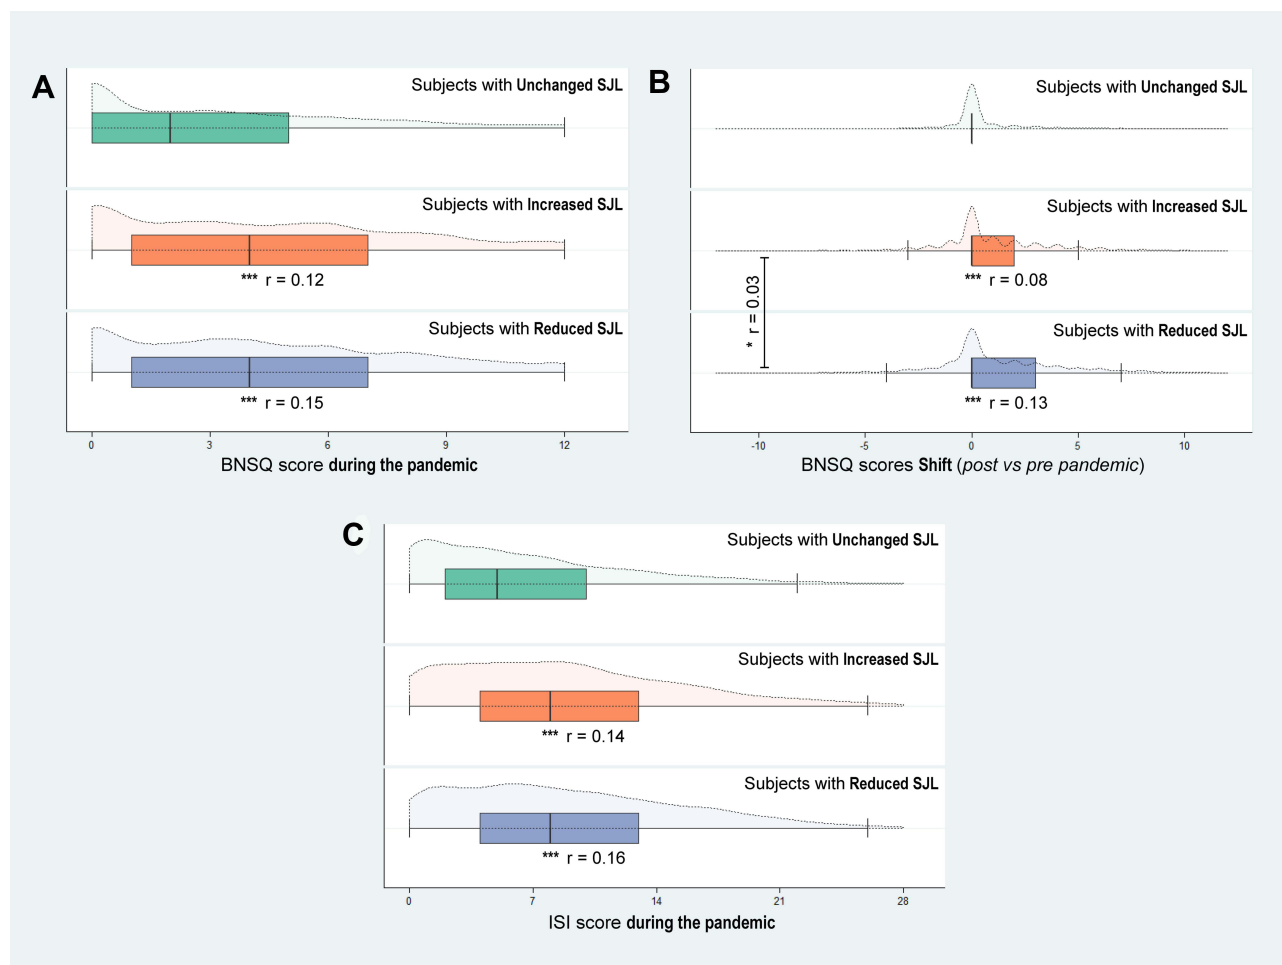 A
Subjects with Unchanged SJL
Subjects with Increased SJL
*** r = 0.12
Subjects with Reduced SJL
*** r = 0.15
0 3 6 9 12
BNSQ score during the pandemic
B
Subjects with Unchanged SJL
Subjects with Increased SJL
*** r = 0.08
* r = 0.03
Subjects with Reduced SJL
*** r = 0.13
-10 -5 0 5 10
BNSQ scores Shift (post vs pre pandemic)
C
Subjects with Unchanged SJL
Subjects with Increased SJL
*** r = 0.14
Subjects with Reduced SJL
*** r = 0.16
0 7 14 21 28
ISI score during the pandemic